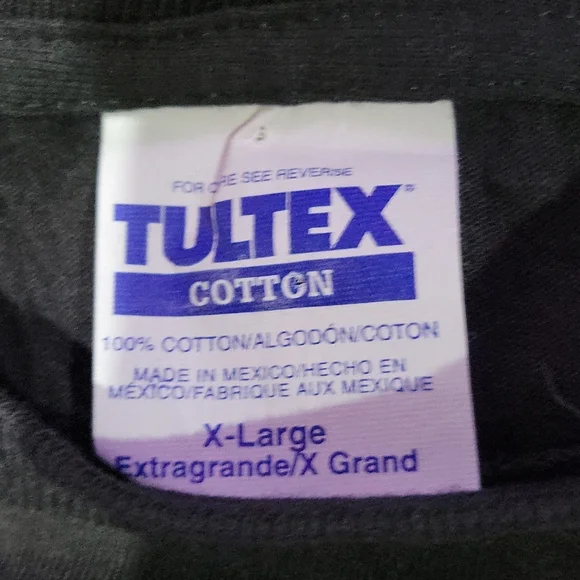 FOR CARE SEE REVERSE
TULTEX®
COTTON
100% COTTON/ALGODÓN/COTON
MADE IN MEXICO/HECHO EN
MÉXICO/FABRIQUE AUX MEXIQUE
X-Large
Extragrande/X Grand